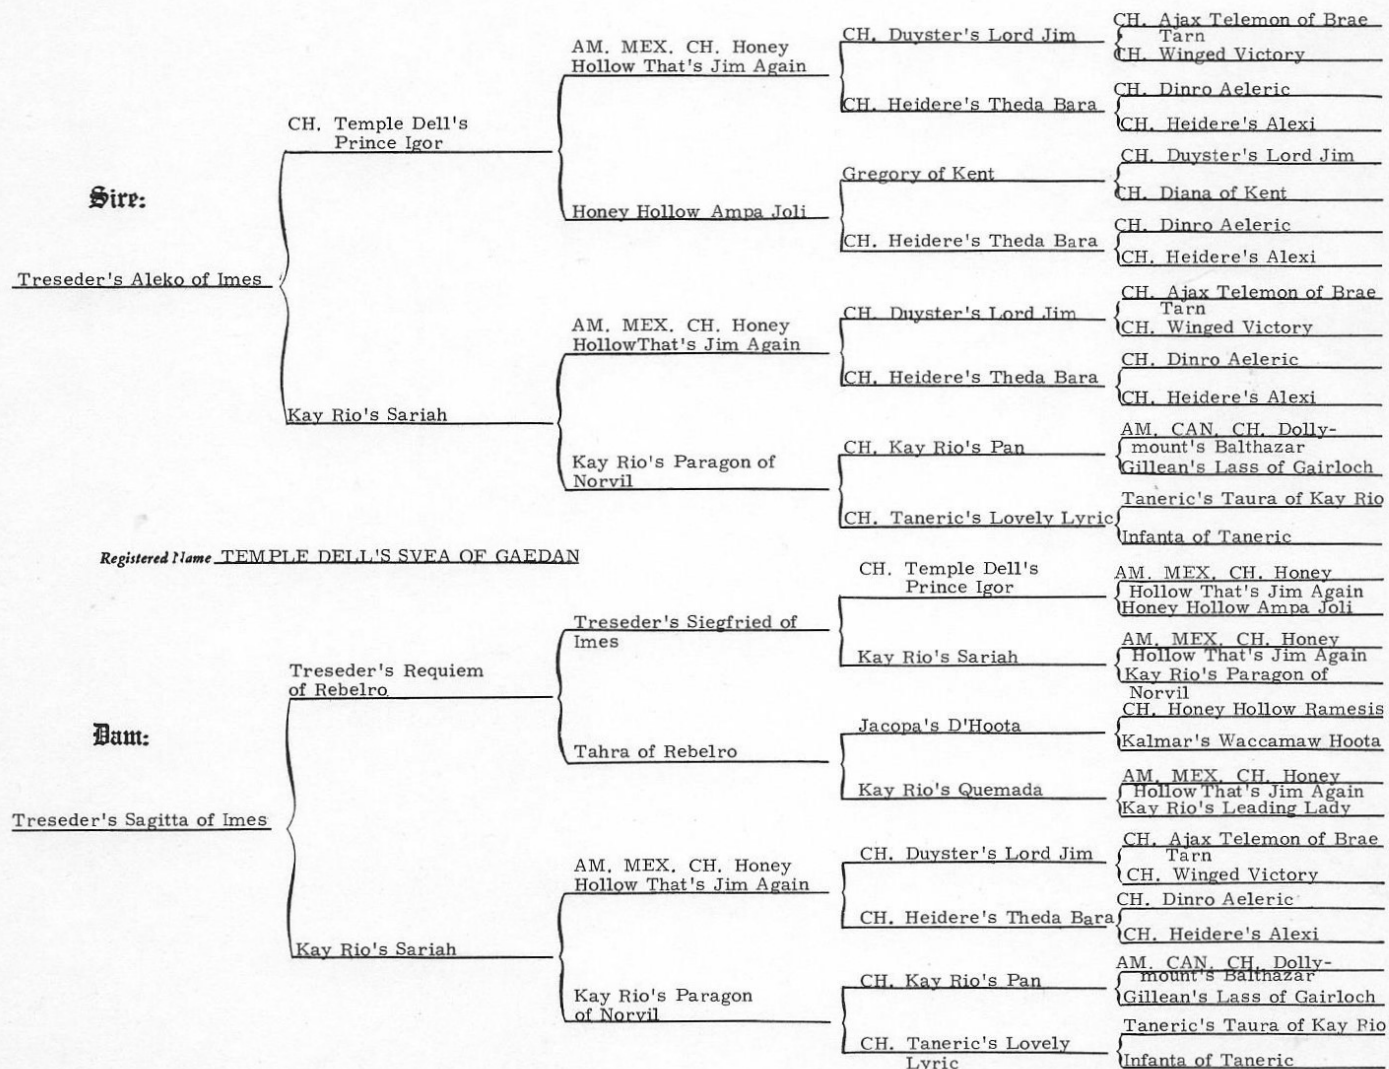 Sire:
Treseder's Aleko of Imes
CH. Temple Dell's
Prince Igor
Kay Rio's Sariah
AM. MEX. CH. Honey
Hollow That's Jim Again
Honey Hollow Ampa Joli
AM. MEX. CH. Honey
HollowThat's Jim Again
Kay Rio's Paragon of
Norvil
CH. Duyster's Lord Jim
CH. Heidere's Theda Bara
Gregory of Kent
CH. Heidere's Theda Bara
CH. Duyster's Lord Jim
CH. Heidere's Theda Bara
CH. Kay Rio's Pan
CH. Taneric's Lovely Lyric
CH. Ajax Telemon of Brae
Tarn
CH. Winged Victory
CH. Dinro Aeleric
CH. Heidere's Alexi
CH. Duyster's Lord Jim
CH. Diana of Kent
CH. Dinro Aeleric
CH. Heidere's Alexi
CH. Ajax Telemon of Brae
Tarn
CH. Winged Victory
CH. Dinro Aeleric
CH. Heidere's Alexi
AM. CAN. CH. Dolly-
mount's Balthazar
Gillean's Lass of Gairloch
Taneric's Taura of Kay Rio
Infanta of Taneric
Registered Name TEMPLE DELL'S SVEA OF GAEDAN
Dam:
Treseder's Sagitta of Imes
Treseder's Requiem
of Rebelro
Kay Rio's Sariah
Treseder's Siegfried of
Imes
Tahra of Rebelro
AM. MEX. CH. Honey
Hollow That's Jim Again
Kay Rio's Paragon
of Norvil
CH. Temple Dell's
Prince Igor
Kay Rio's Sariah
Jacopa's D'Hoota
Kay Rio's Quemada
CH. Duyster's Lord Jim
CH. Heidere's Theda Bara
CH. Kay Rio's Pan
CH. Taneric's Lovely
Lyric
AM. MEX. CH. Honey
Hollow That's Jim Again
Honey Hollow Ampa Joli
AM. MEX. CH. Honey
Hollow That's Jim Again
Kay Rio's Paragon of
Norvil
CH. Honey Hollow Ramesis
Kalmar's Waccamaw Hoota
AM. MEX. CH. Honey
Hollow That's Jim Again
Kay Rio's Leading Lady
CH. Ajax Telemon of Brae
Tarn
CH. Winged Victory
CH. Dinro Aeleric
CH. Heidere's Alexi
AM. CAN. CH. Dolly-
mount's Balthazar
Gillean's Lass of Gairloch
Taneric's Taura of Kay Rio
Infanta of Taneric